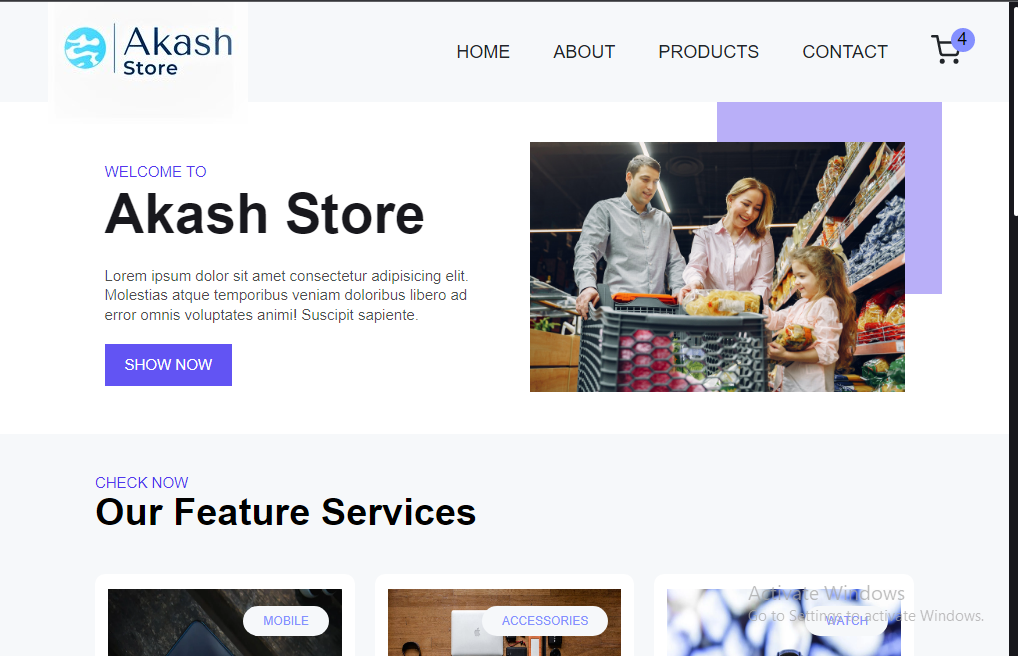 Akash
Store
HOME ABOUT PRODUCTS CONTACT 4
WELCOME TO
Akash Store
Lorem ipsum dolor sit amet consectetur adipisicing elit.
Molestias atque temporibus veniam doloribus libero ad
error omnis voluptates animi! Suscipit sapiente.
SHOW NOW
CHECK NOW
Our Feature Services
MOBILE ACCESSORIES WATCH
Activate Windows
Go to Settings to activate Windows.